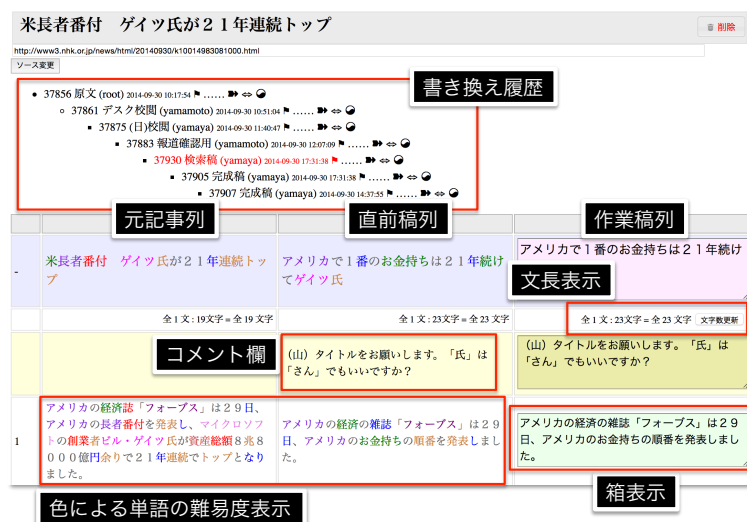 米長者番付　ゲイツ氏が２１年連続トップ
削除
http://www3.nhk.or.jp/news/html/20140930/k10014983081000.html
ソース変更
書き換え履歴
37856 原文 (root) 2014-09-30 10:17:54 ⚑ …… ⇔
37861 デスク校閲 (yamamoto) 2014-09-30 10:51:04 ⚑ …… ⇔
37875 (日)校閲 (yamaya) 2014-09-30 11:40:47 ⚑ …… ⇔
37883 報道確認用 (yamamoto) 2014-09-30 12:07:09 ⚑ …… ⇔
37930 検索稿 (yamaya) 2014-09-30 17:31:38 ⚑ …… ⇔
37905 完成稿 (yamaya) 2014-09-30 17:31:38 ⚑ …… ⇔
37907 完成稿 (yamaya) 2014-09-30 14:37:55 ⚑ …… ⇔
元記事列
直前稿列
作業稿列
-
米長者番付　ゲイツ氏が２１年連続トッ
プ
アメリカで１番のお金持ちは２１年続け
てゲイツ氏
アメリカで１番のお金持ちは２１年続け
文長表示
全 1 文 : 19文字 = 全 19 文字
全 1 文 : 23文字 = 全 23 文字
全 1 文 : 23文字 = 全 23 文字
文字数更新
コメント欄
（山）タイトルをお願いします。「氏」は
「さん」でもいいですか？
（山）タイトルをお願いします。「氏」は
「さん」でもいいですか？
1
アメリカの経済誌「フォーブス」は２９日、
アメリカの長者番付を発表し、マイクロソフ
トの創業者ビル・ゲイツ氏が資産総額８兆８
０００億円余りで２１年連続でトップとなり
ました。
アメリカの経済の雑誌「フォーブス」は２９
日、アメリカのお金持ちの順番を発表しまし
た。
アメリカの経済の雑誌「フォーブス」は２９
日、アメリカのお金持ちの順番を発表しまし
た。
色による単語の難易度表示
箱表示